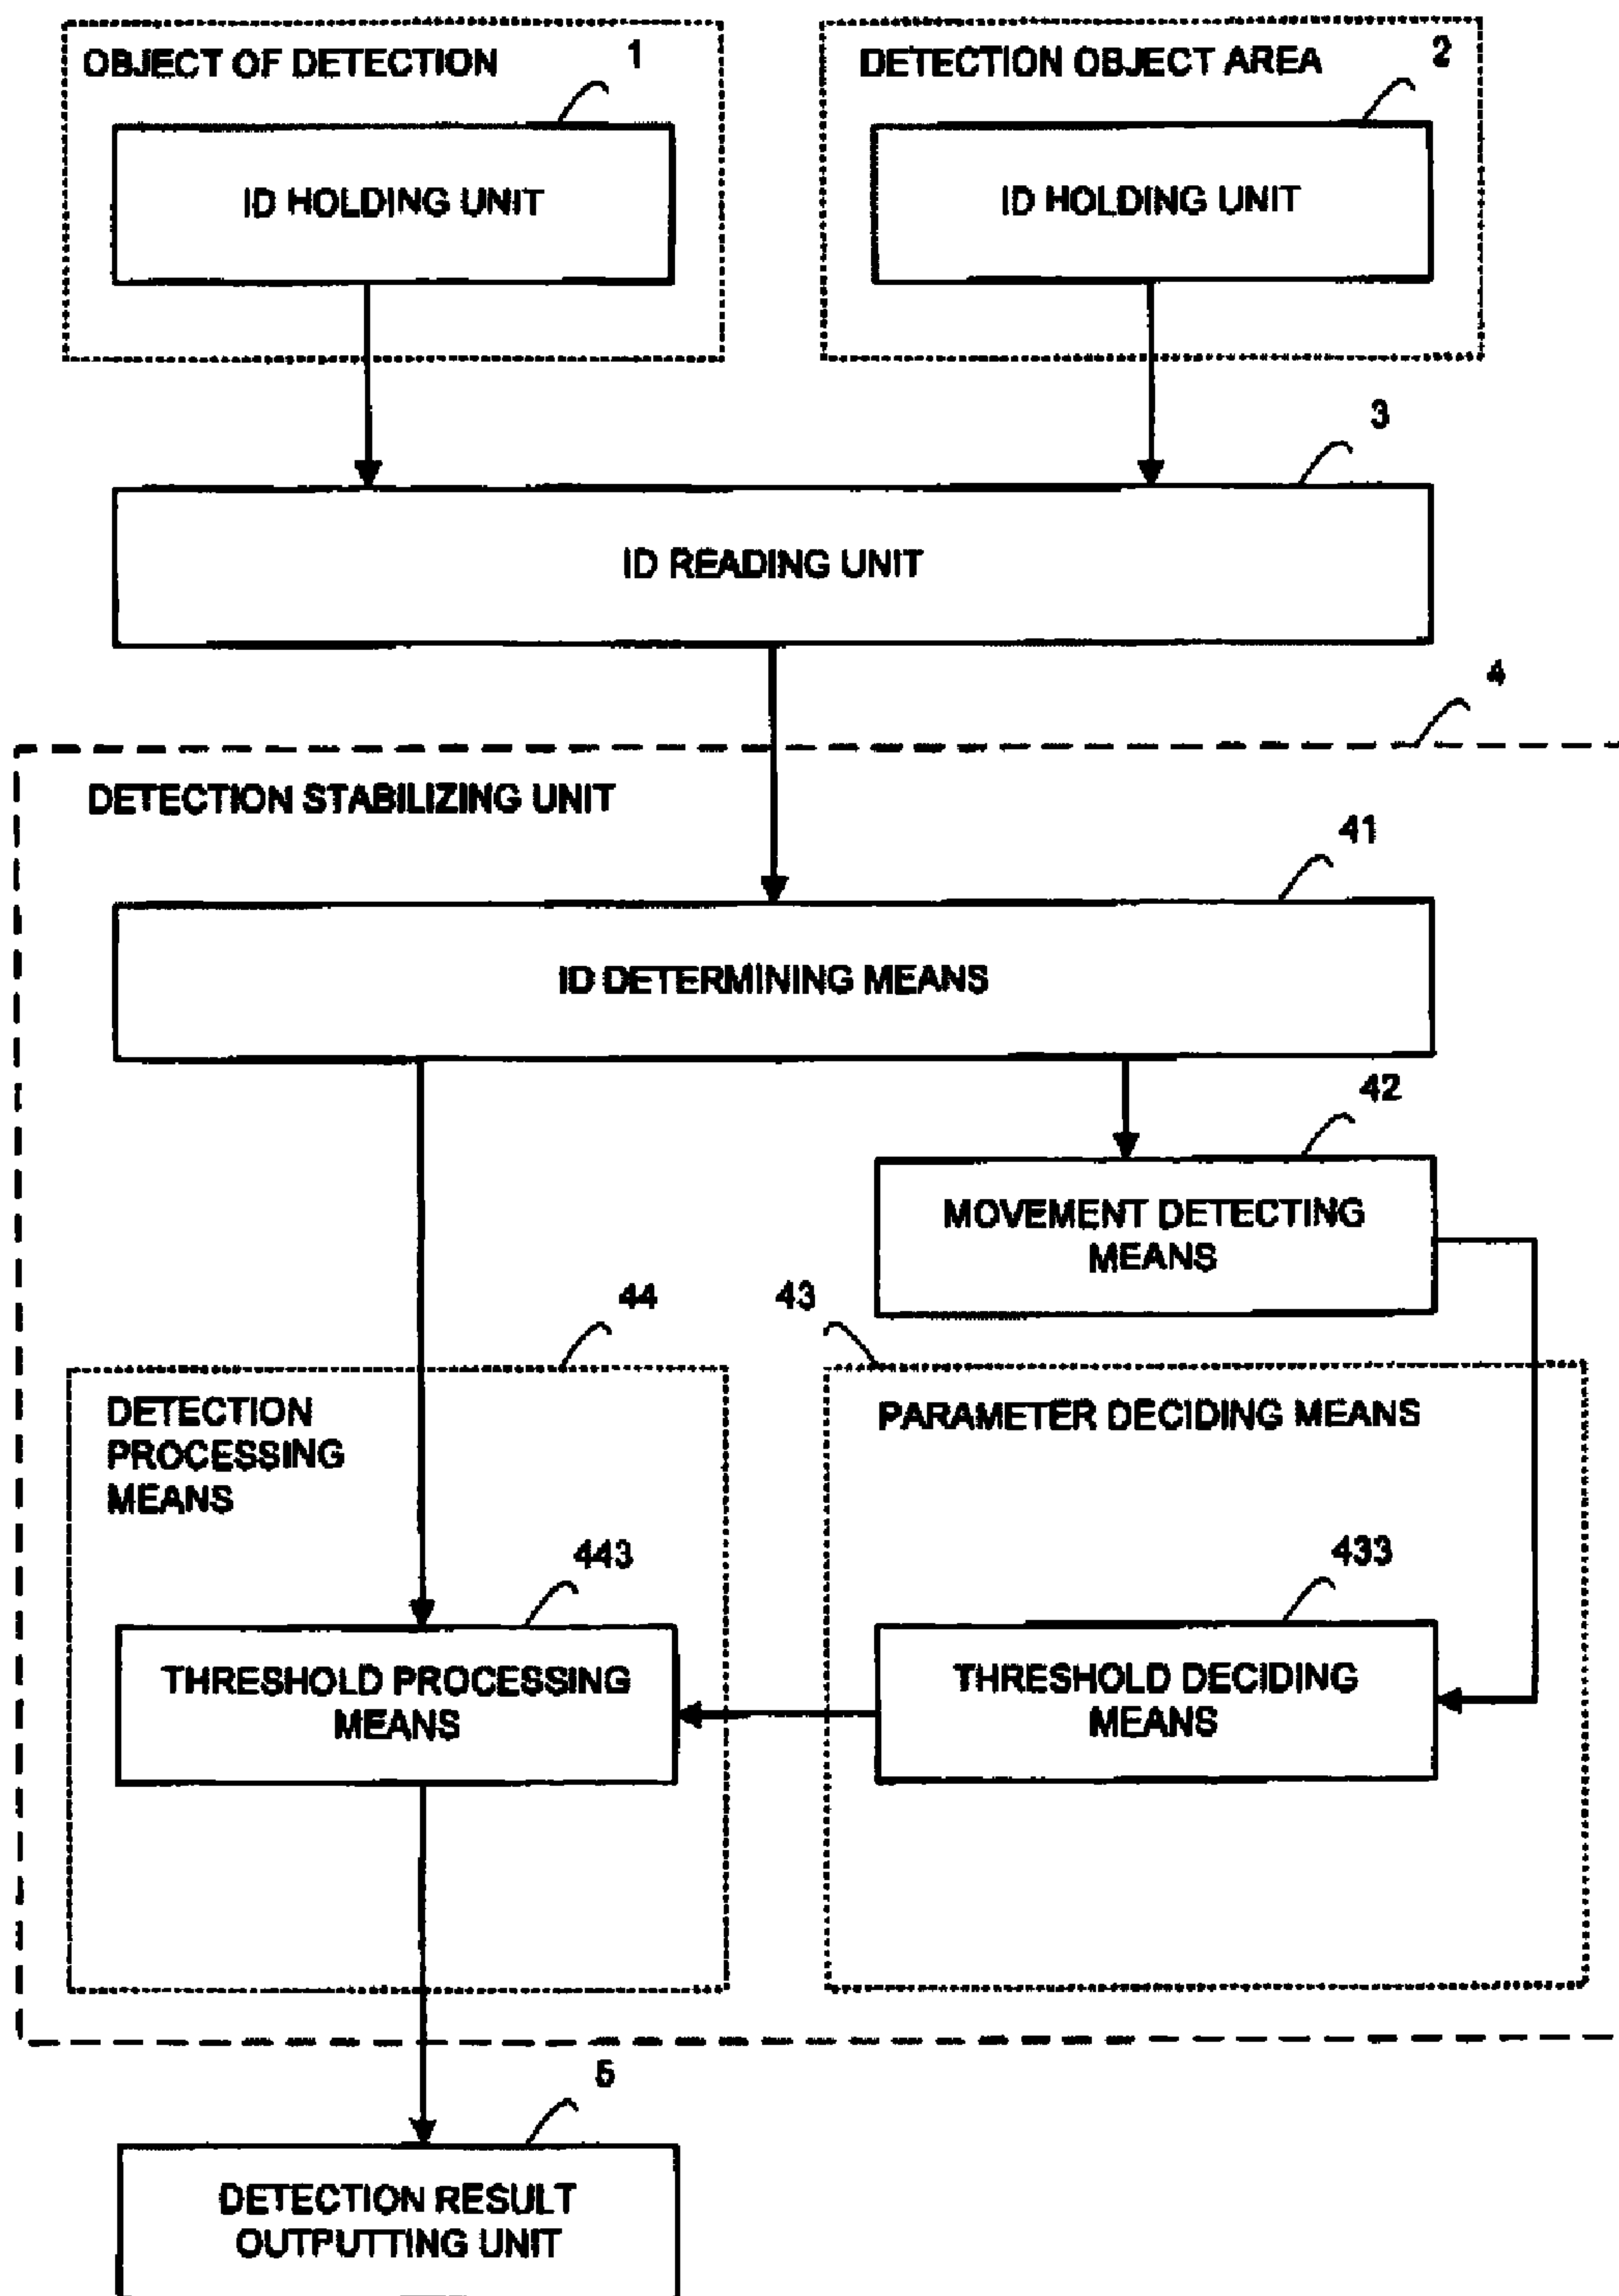 OBJECT OF DETECTION
1
DETECTION OBJECT AREA
2
ID HOLDING UNIT
ID HOLDING UNIT
3
ID READING UNIT
4
DETECTION STABILIZING UNIT
41
ID DETERMINING MEANS
42
MOVEMENT DETECTING
MEANS
44
43
DETECTION
PROCESSING
MEANS
PARAMETER DECIDING MEANS
443
433
THRESHOLD PROCESSING
MEANS
THRESHOLD DECIDING
MEANS
5
DETECTION RESULT
OUTPUTTING UNIT